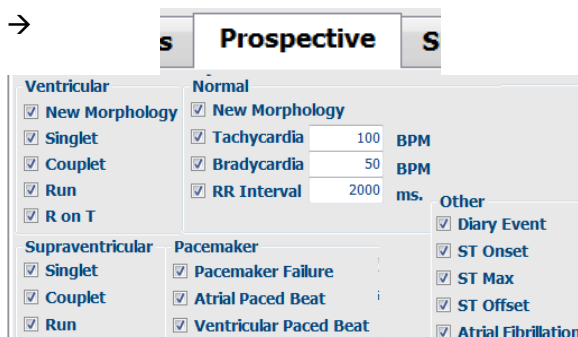 →
s Prospective S
Ventricular
New Morphology
Singlet
Couplet
Run
R on T
Normal
New Morphology
Tachycardia 100 BPM
Bradycardia 50 BPM
RR Interval 2000 ms.
Supraventricular
Singlet
Couplet
Run
Pacemaker
Pacemaker Failure
Atrial Paced Beat
Ventricular Paced Beat
Other
Diary Event
ST Onset
ST Max
ST Offset
Atrial Fibrillation